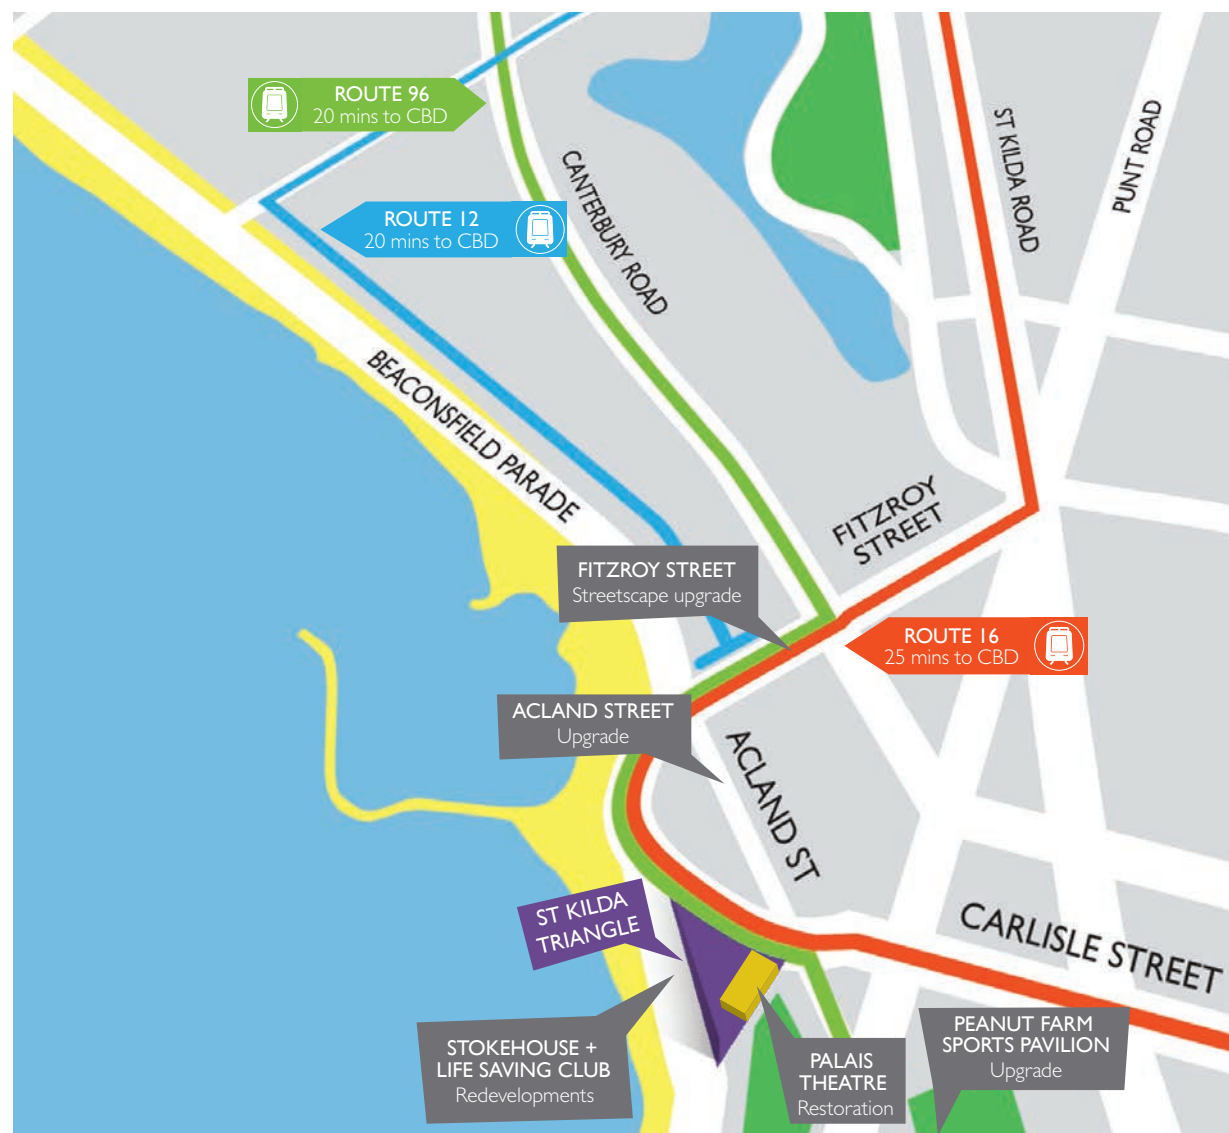 ROUTE 96
20 mins to CBD
ROUTE 12
20 mins to CBD
CANTERBURY ROAD
ST KILDA ROAD
PUNT ROAD
BEACONSFIELD PARADE
FITZROY
STREET
FITZROY STREET
Streetscape upgrade
ROUTE 16
25 mins to CBD
ACLAND STREET
Upgrade
ACLAND ST
ST KILDA
TRIANGLE
CARLISLE STREET
STOKEHOUSE +
LIFE SAVING CLUB
Redevelopments
PALAIS
THEATRE
Restoration
PEANUT FARM
SPORTS PAVILION
Upgrade